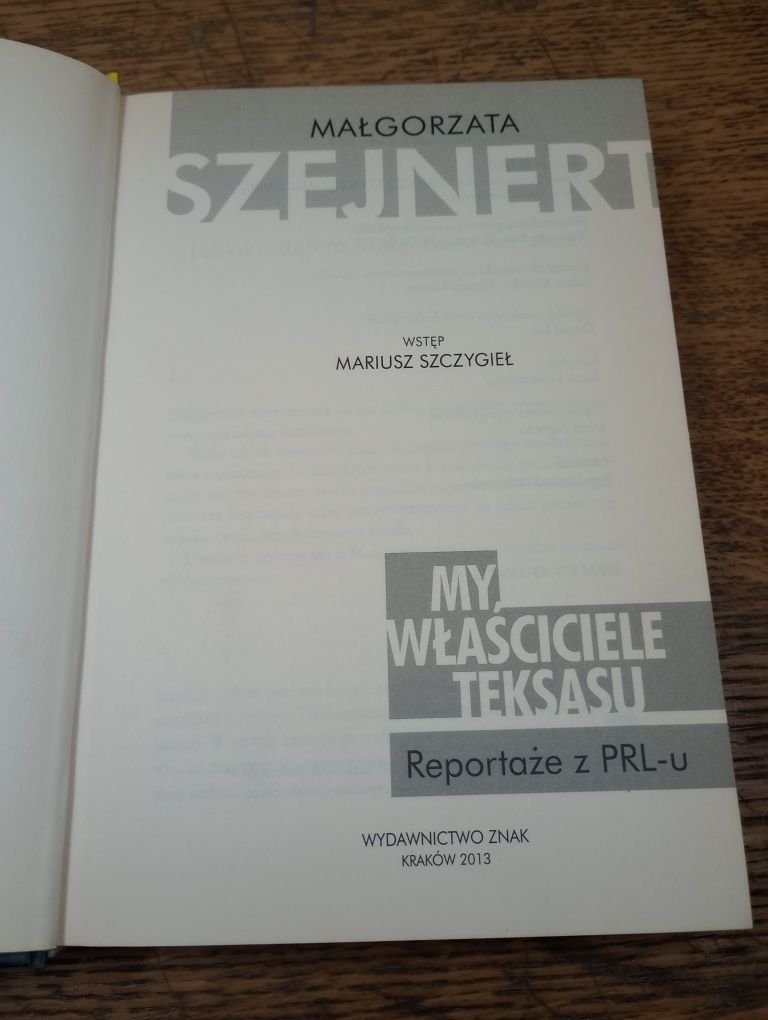 MAŁGORZATA
SZEJNERT
WSTĘP
MARIUSZ SZCZYGIEŁ
MY,
WŁAŚCICIELE
TEKSASU
Reportaże z PRL-u
WYDAWNICTWO ZNAK
KRAKÓW 2013